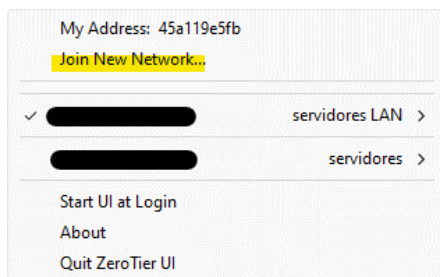 My Address: 45a119e5fb
Join New Network...
servidores LAN
servidores
Start UI at Login
About
Quit ZeroTier UI